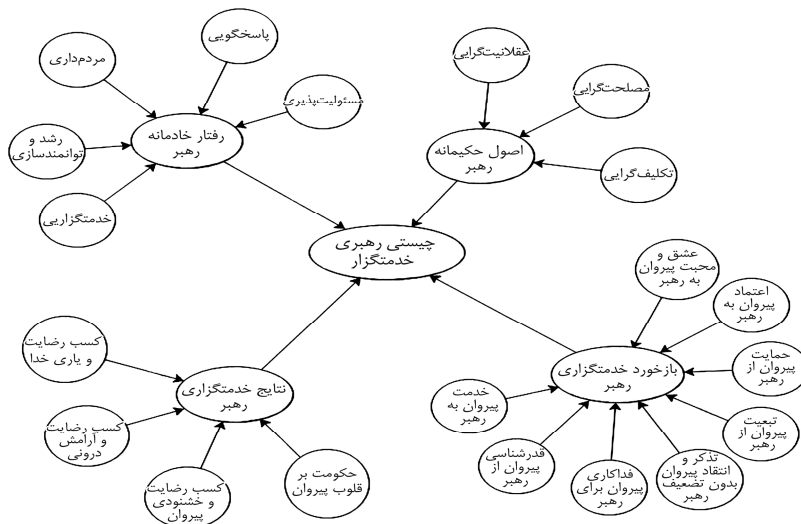 پاسخگویی
مردم‌داری
مسئولیت‌پذیری
رفتار خادمانه
رهبر
رشد و
توانمندسازی
خدمتگزاریی
عقلانیت‌گرایی
مصلحت‌گرایی
اصول حکیمانه
رهبر
تکلیف‌گرایی
چیستی رهبری
خدمتگزار
عشق و
محبت پیروان
به رهبر
اعتماد
پیروان به
رهبر
حمایت
پیروان از
رهبر
بازخورد خدمتگزاری
رهبر
خدمت
پیروان به
رهبر
تبعیت
پیروان از
رهبر
قدرشناسی
پیروان از
رهبر
فداکاری
پیروان برای
رهبر
تذکر و
انتقاد پیروان
بدون تضعیف
رهبر
کسب رضایت
و یاری خدا
نتایج خدمتگزاری
رهبر
کسب رضایت
و آرامش
درونی
کسب رضایت
و خشنودی
پیروان
حکومت بر
قلوب پیروان